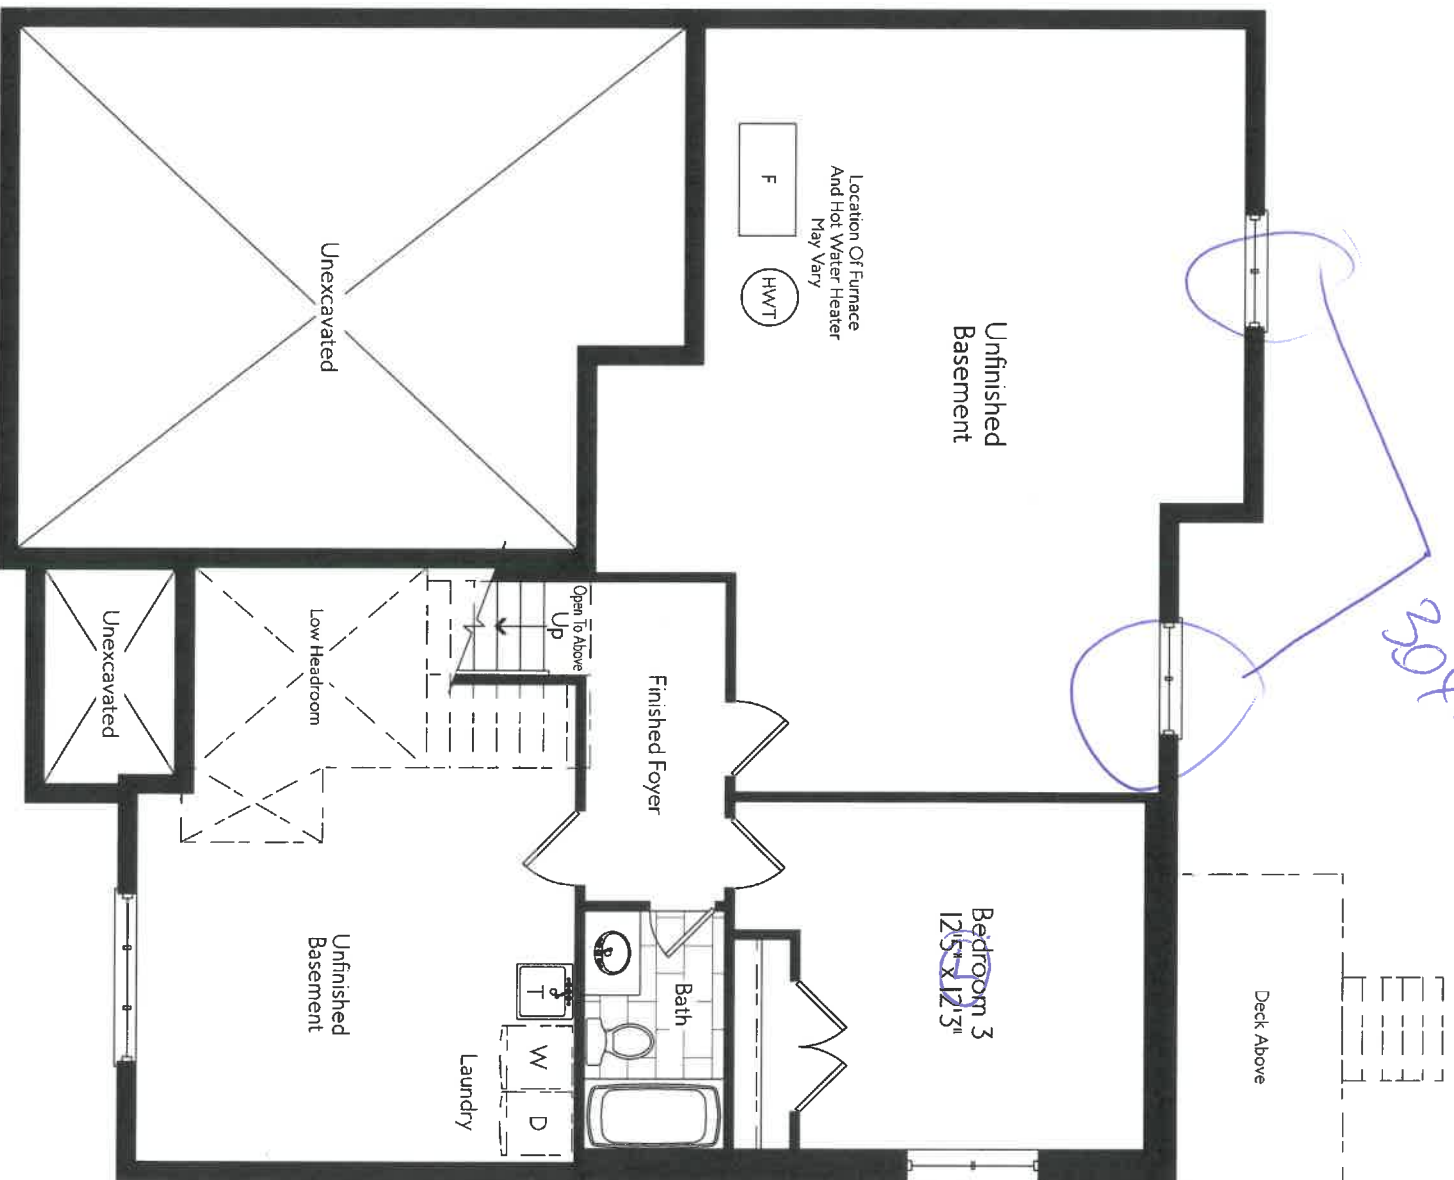 Unfinished
Basement
Location Of Furnace
And Hot Water Heater
May Vary
F
HWT
Unexcavated
Deck Above
Bedroom 3
12'5" x 12'3"
Finished Foyer
Bath
Open To Above
Up
Low Headroom
Unexcavated
T
W
D
Laundry
Unfinished
Basement